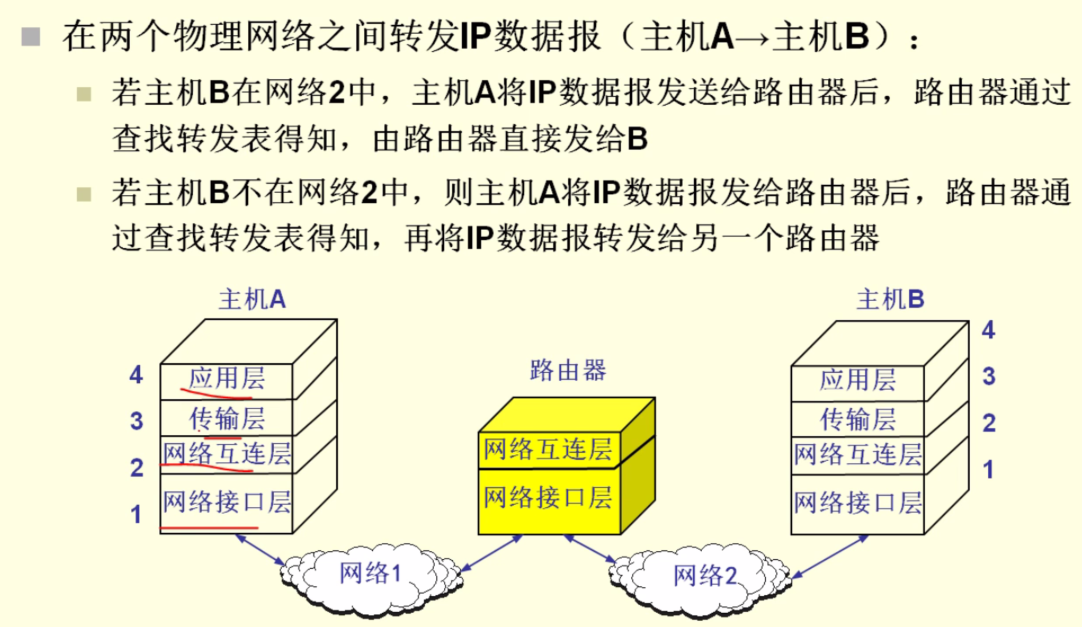 在两个物理网络之间转发IP数据报（主机A→主机B）：
若主机B在网络2中，主机A将IP数据报发送给路由器后，路由器通过
查找转发表得知，由路由器直接发给B
若主机B不在网络2中，则主机A将IP数据报发给路由器后，路由器通
过查找转发表得知，再将IP数据报转发给另一个路由器
主机A
主机B
4
应用层
3
传输层
2
网络互连层
1
网络接口层
路由器
网络互连层
网络接口层
4
应用层
3
传输层
2
网络互连层
1
网络接口层
网络1
网络2